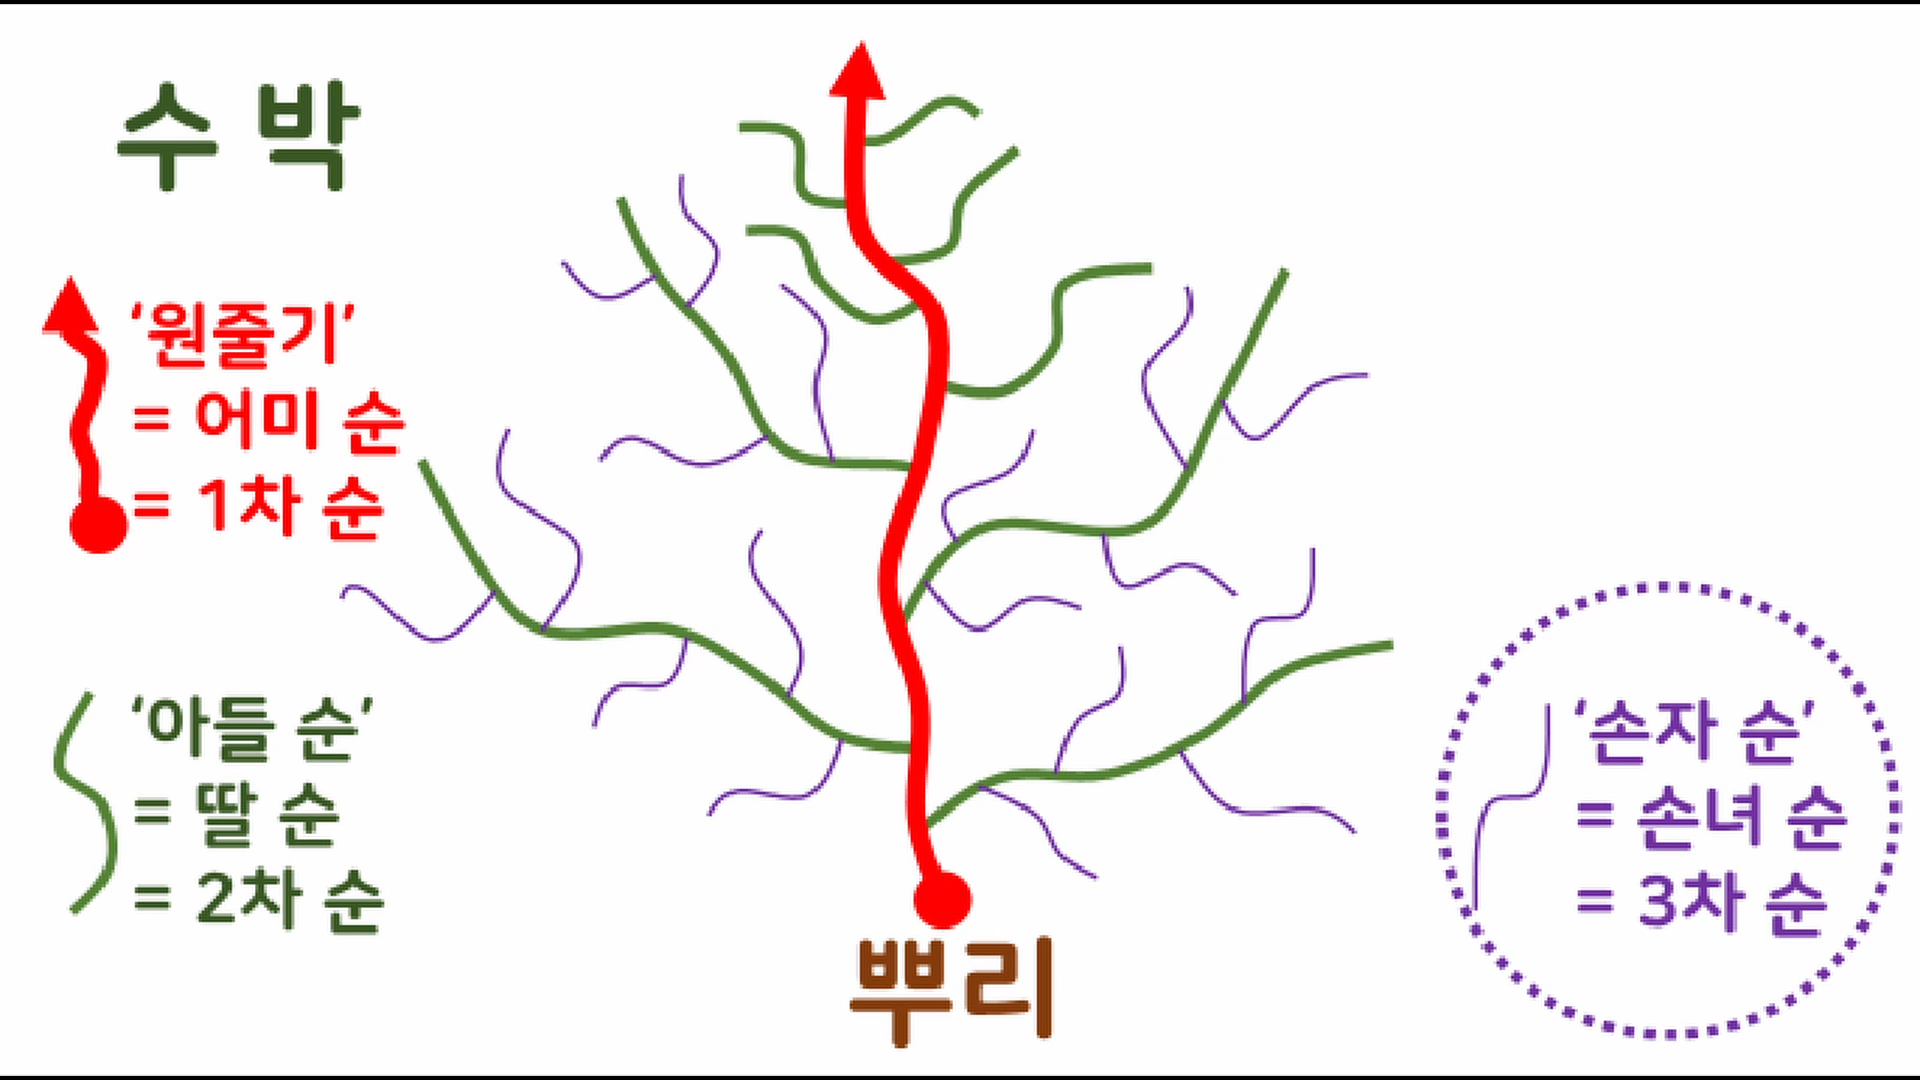 수박
‘원줄기’
= 어미 순
= 1차 순
‘아들 순’
= 딸 순
= 2차 순
‘손자 순’
= 손녀 순
= 3차 순
뿌리